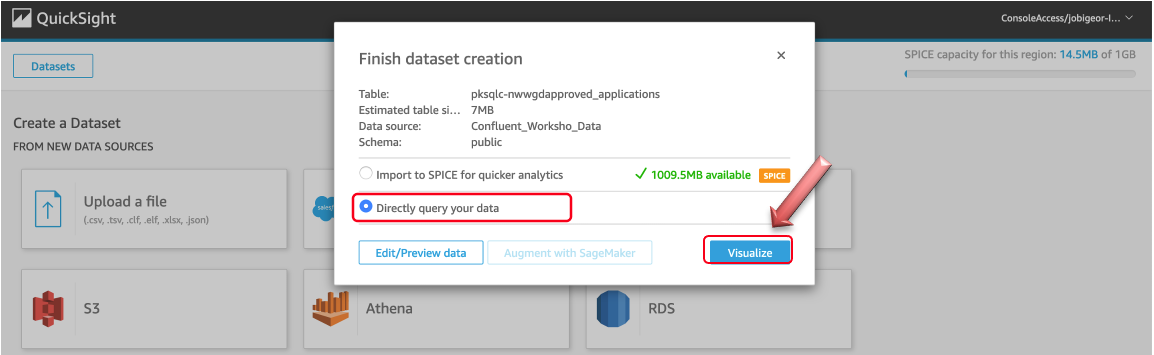 QuickSight
ConsoleAccess/jobigeor-I...
Datasets
SPICE capacity for this region: 14.5MB of 1GB
Finish dataset creation
Table: pksqlc-nwwgdapproved_applications
Estimated table si... 7MB
Data source: Confluent_Worksho_Data
Schema: public
Import to SPICE for quicker analytics 1009.5MB available SPICE
Directly query your data
Edit/Preview data Augment with SageMaker Visualize
Create a Dataset
FROM NEW DATA SOURCES
Upload a file
(.csv, .tsv, .clf, .elf, .xlsx, .json)
S3
Athena
RDS